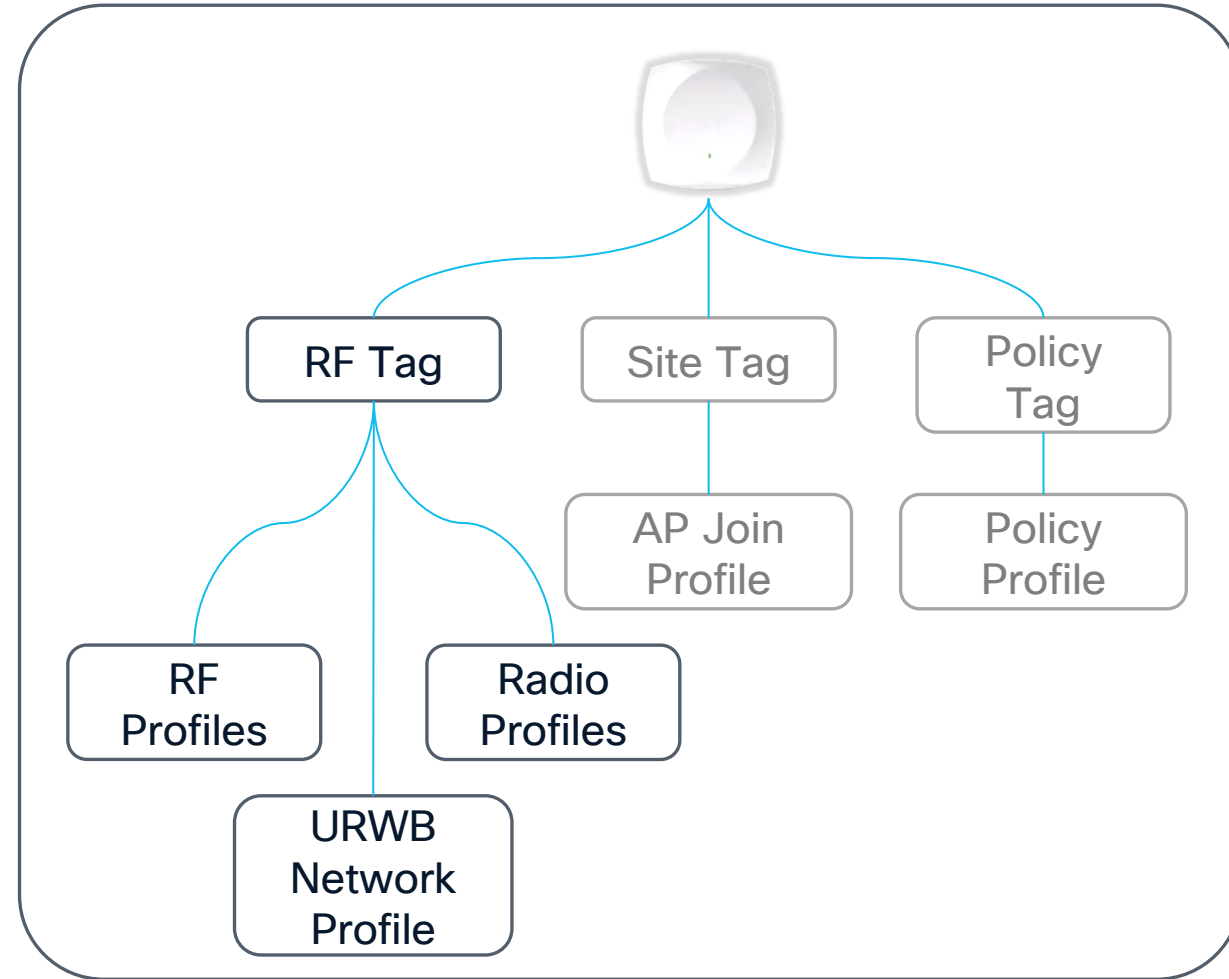 RF Tag
Site Tag
Policy
Tag
AP Join
Profile
Policy
Profile
RF
Profiles
Radio
Profiles
URWB
Network
Profile